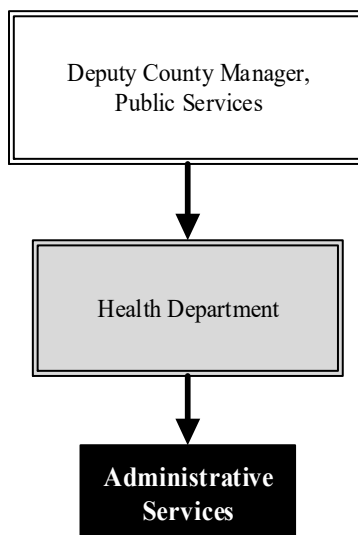 Deputy County Manager,
Public Services
Health Department
Administrative
Services